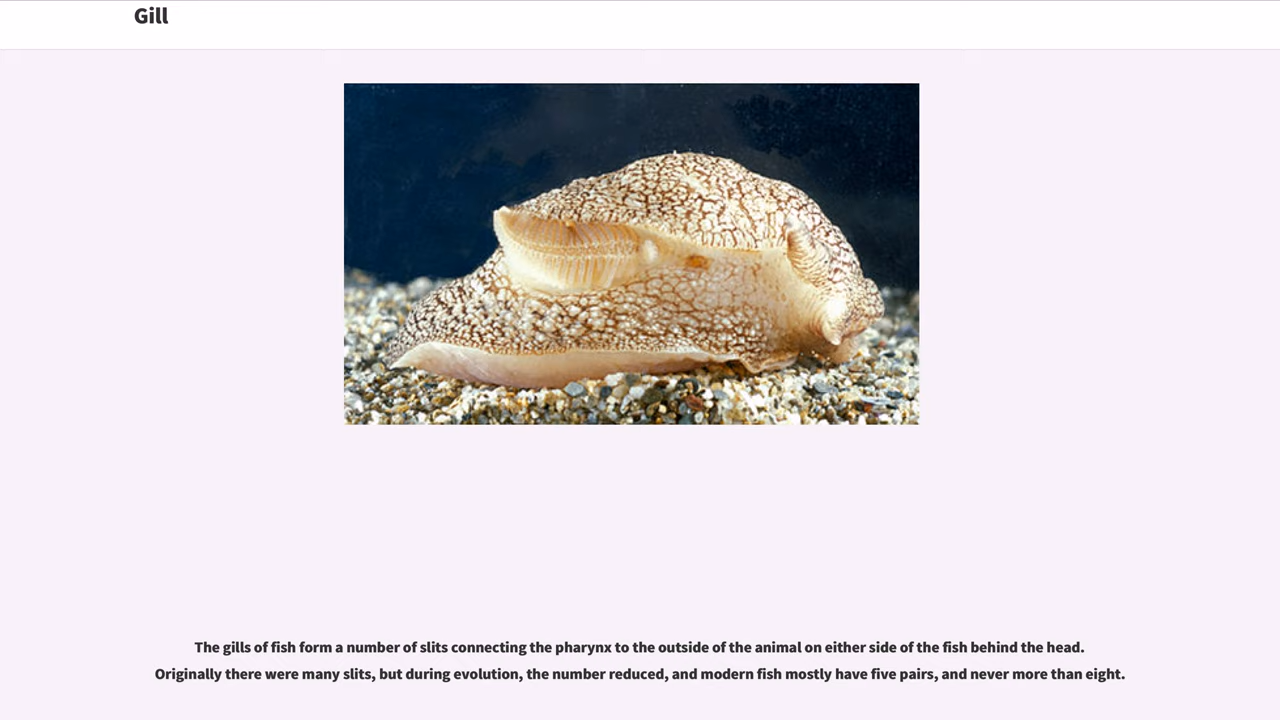 Gill
The gills of fish form a number of slits connecting the pharynx to the outside of the animal on either side of the fish behind the head.
Originally there were many slits, but during evolution, the number reduced, and modern fish mostly have five pairs, and never more than eight.